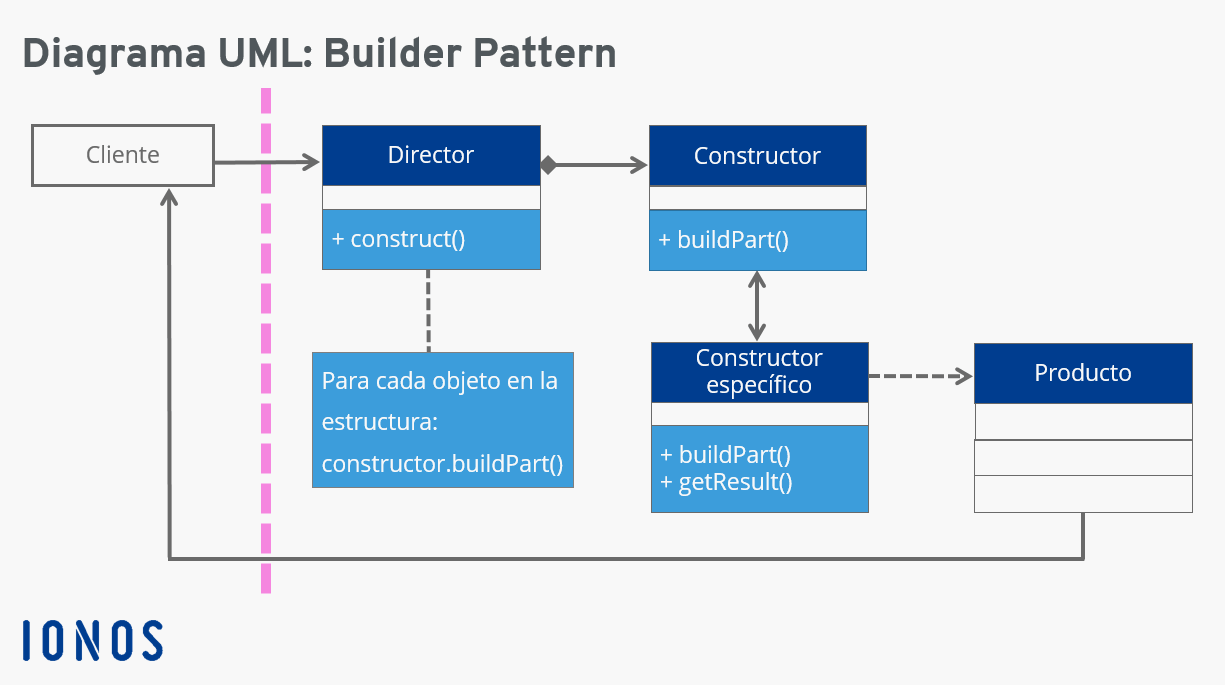 Diagrama UML: Builder Pattern
Cliente
Director
+ construct()
Constructor
+ buildPart()
Para cada objeto en la
estructura:
constructor.buildPart()
Constructor
específico
+ buildPart()
+ getResult()
Producto
IONOS